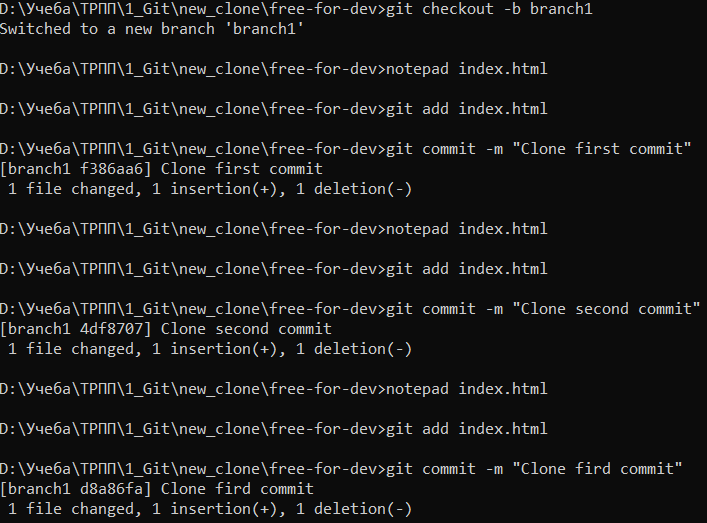 D:\Учеба\ТРПП\1_Git\new_clone\free-for-dev>git checkout -b branch1
Switched to a new branch 'branch1'
D:\Учеба\ТРПП\1_Git\new_clone\free-for-dev>notepad index.html
D:\Учеба\ТРПП\1_Git\new_clone\free-for-dev>git add index.html
D:\Учеба\ТРПП\1_Git\new_clone\free-for-dev>git commit -m "Clone first commit"
[branch1 f386aa6] Clone first commit
 1 file changed, 1 insertion(+), 1 deletion(-)
D:\Учеба\ТРПП\1_Git\new_clone\free-for-dev>notepad index.html
D:\Учеба\ТРПП\1_Git\new_clone\free-for-dev>git add index.html
D:\Учеба\ТРПП\1_Git\new_clone\free-for-dev>git commit -m "Clone second commit"
[branch1 4df8707] Clone second commit
 1 file changed, 1 insertion(+), 1 deletion(-)
D:\Учеба\ТРПП\1_Git\new_clone\free-for-dev>notepad index.html
D:\Учеба\ТРПП\1_Git\new_clone\free-for-dev>git add index.html
D:\Учеба\ТРПП\1_Git\new_clone\free-for-dev>git commit -m "Clone fird commit"
[branch1 d8a86fa] Clone fird commit
 1 file changed, 1 insertion(+), 1 deletion(-)